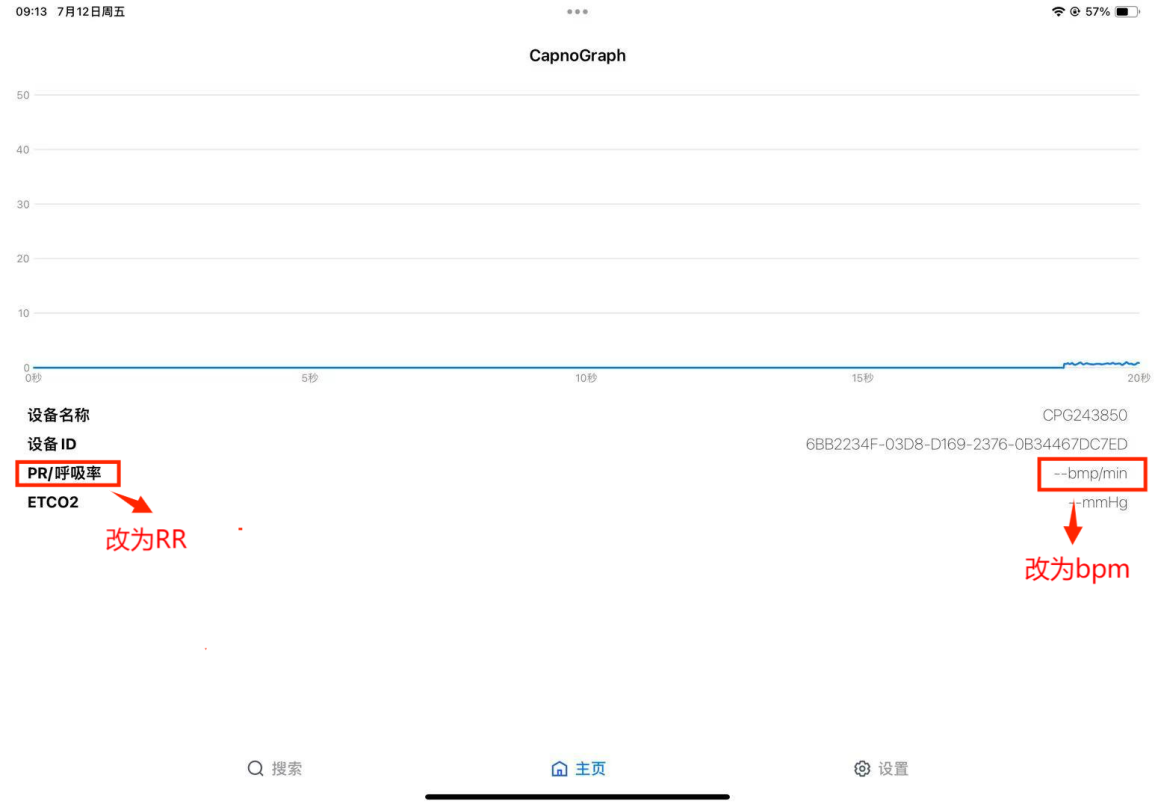 09:13 7月12日周五
57%
CapnoGraph
50
40
30
20
10
0
0秒 5秒 10秒 15秒 20秒
设备名称 CPG243850
设备 ID 6BB2234F-03D8-D169-2376-0B34467DC7ED
PR/呼吸率 --bmp/min
ETCO2 --mmHg
改为RR
改为bpm
搜索 主页 设置